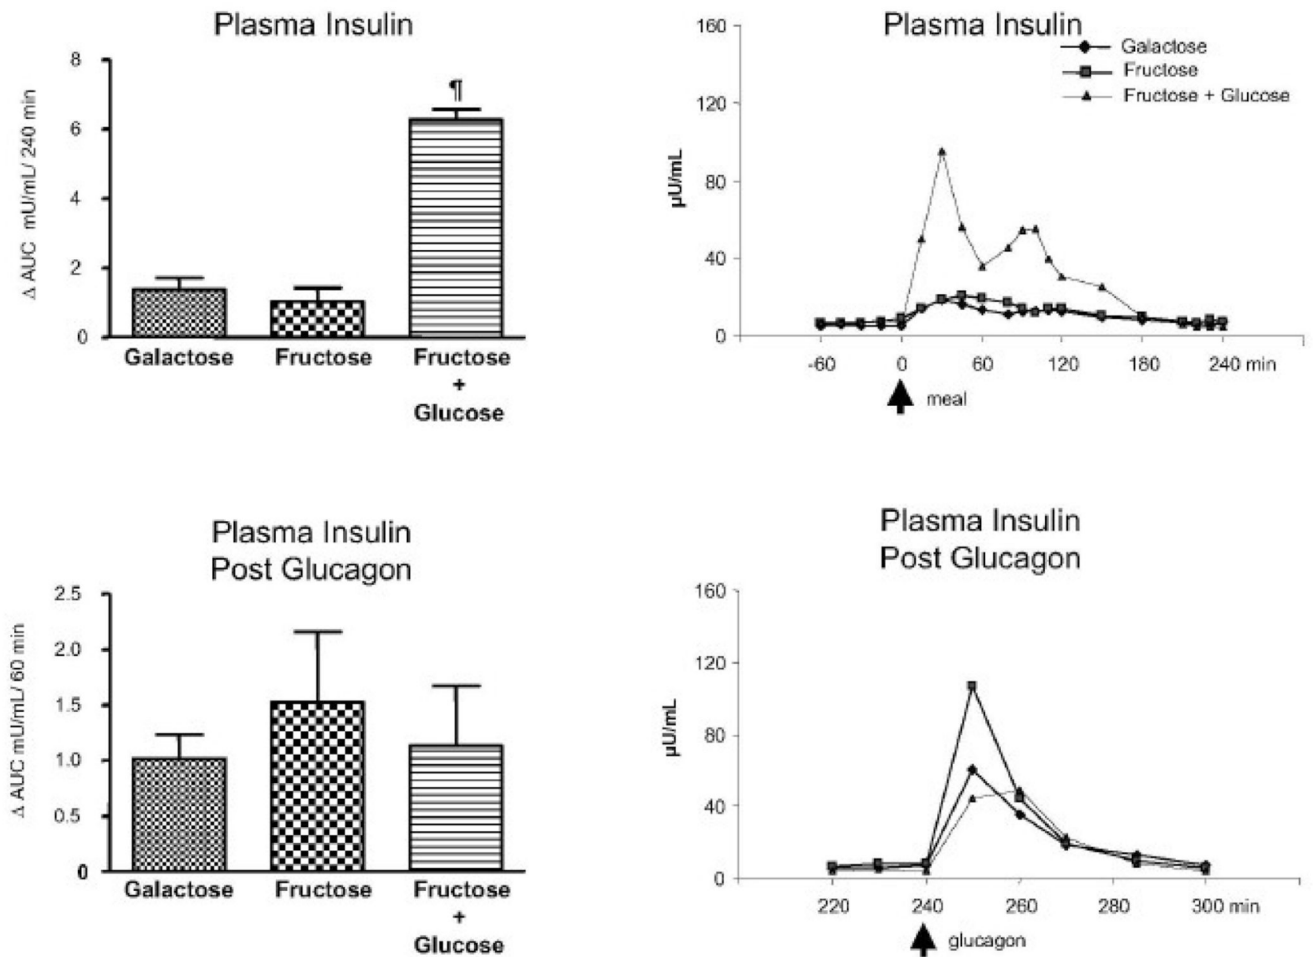 Plasma Insulin
Δ AUC mU/mL/ 240 min
8
6
4
2
0
¶
Galactose
Fructose
Fructose
+
Glucose
Plasma Insulin
Galactose
Fructose
Fructose + Glucose
µU/mL
160
120
80
40
0
-60
0
60
120
180
240 min
meal
Plasma Insulin
Post Glucagon
Δ AUC mU/mL/ 60 min
2.5
2.0
1.5
1.0
0.5
0
Galactose
Fructose
Fructose
+
Glucose
Plasma Insulin
Post Glucagon
µU/mL
160
120
80
40
0
220
240
260
280
300 min
glucagon